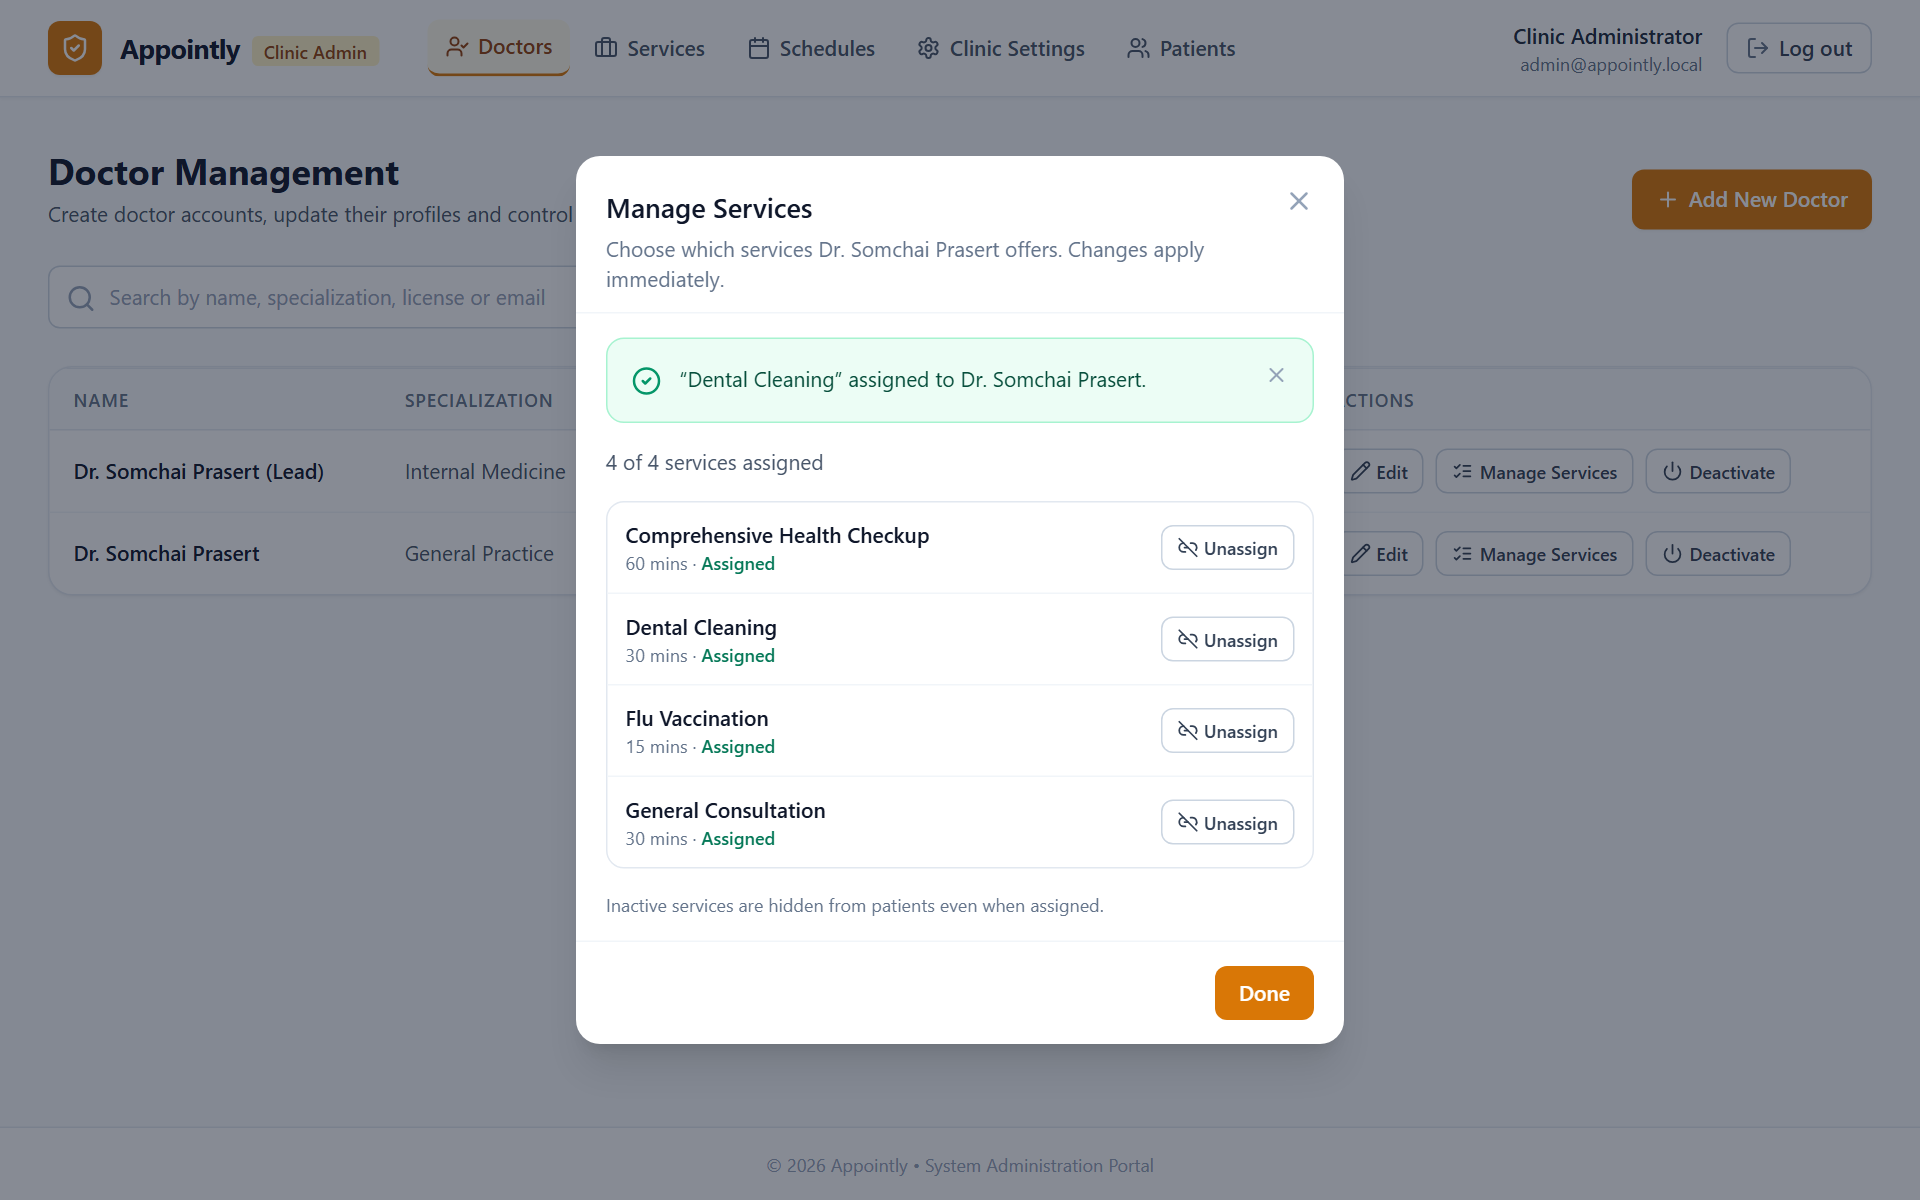 Appointly
Clinic Admin
Doctors
Services
Schedules
Clinic Settings
Patients
Clinic Administrator
admin@appointly.local
Log out
Doctor Management
Create doctor accounts, update their profiles and control
Add New Doctor
Search by name, specialization, license or email
NAME
SPECIALIZATION
CTIONS
Dr. Somchai Prasert (Lead)
Internal Medicine
Edit
Manage Services
Deactivate
Dr. Somchai Prasert
General Practice
Edit
Manage Services
Deactivate
Manage Services
Choose which services Dr. Somchai Prasert offers. Changes apply
immediately.
“Dental Cleaning” assigned to Dr. Somchai Prasert.
4 of 4 services assigned
Comprehensive Health Checkup
60 mins · Assigned
Unassign
Dental Cleaning
30 mins · Assigned
Unassign
Flu Vaccination
15 mins · Assigned
Unassign
General Consultation
30 mins · Assigned
Unassign
Inactive services are hidden from patients even when assigned.
Done
© 2026 Appointly • System Administration Portal